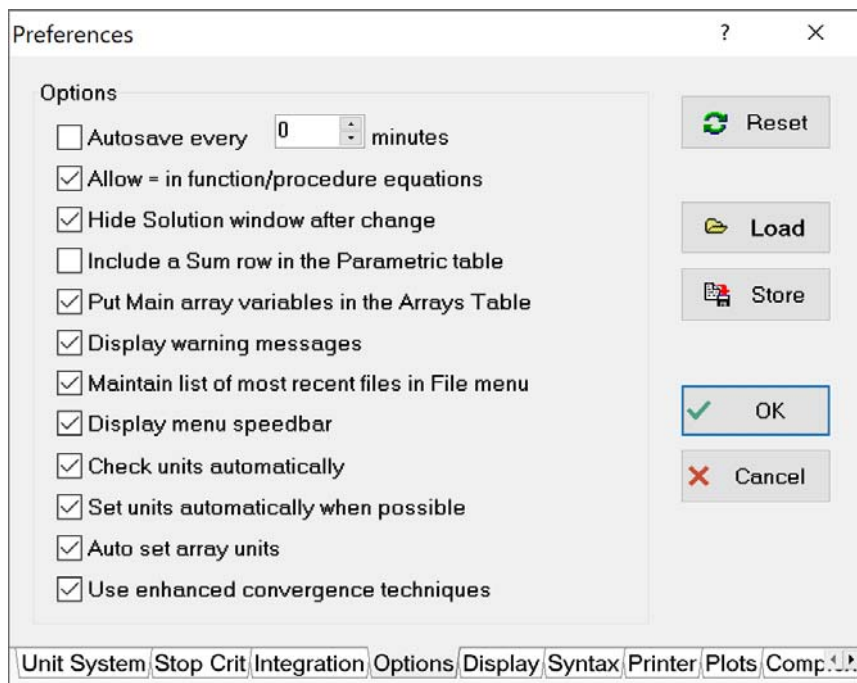 Preferences ? ×
Options
Autosave every 0 minutes
Allow = in function/procedure equations
Hide Solution window after change
Include a Sum row in the Parametric table
Put Main array variables in the Arrays Table
Display warning messages
Maintain list of most recent files in File menu
Display menu speedbar
Check units automatically
Set units automatically when possible
Auto set array units
Use enhanced convergence techniques
Reset
Load
Store
OK
Cancel
Unit System Stop Crit Integration Options Display Syntax Printer Plots